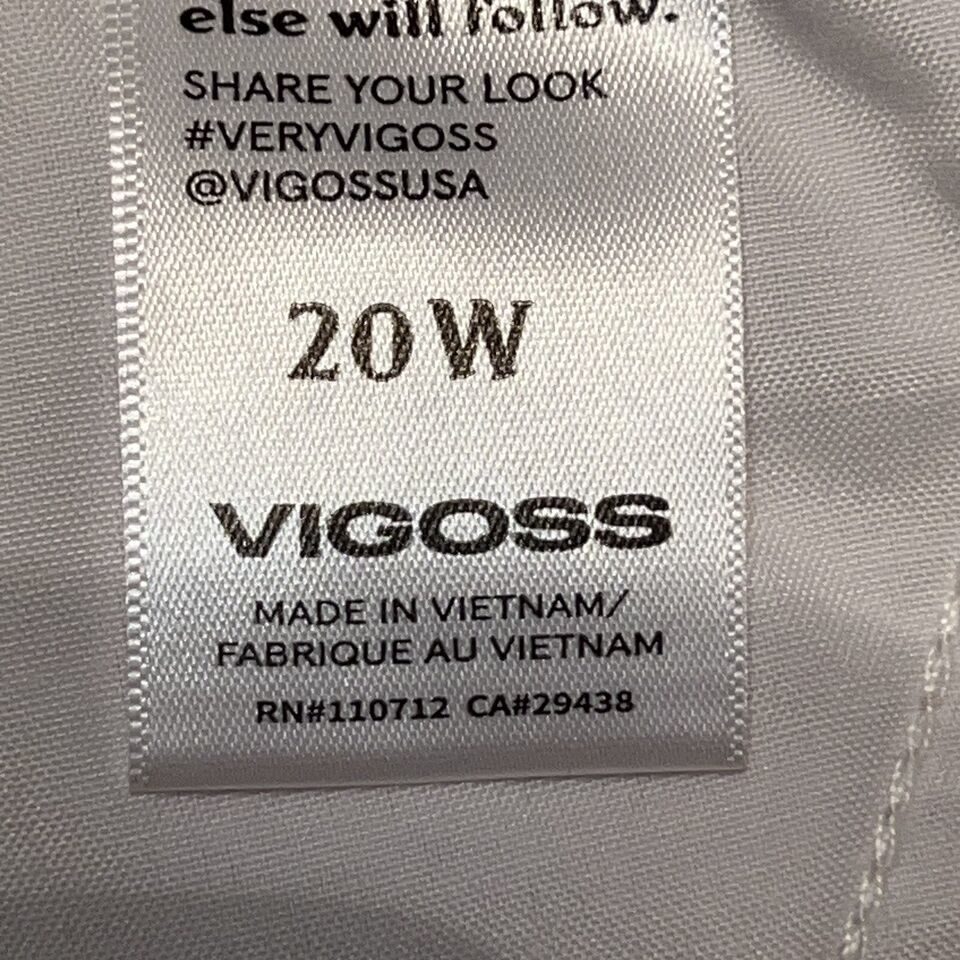 else will follow.
SHARE YOUR LOOK
#VERYVIGOSS
@VIGOSSUSA
20W
VIGOSS
MADE IN VIETNAM/
FABRIQUE AU VIETNAM
RN#110712 CA#29438